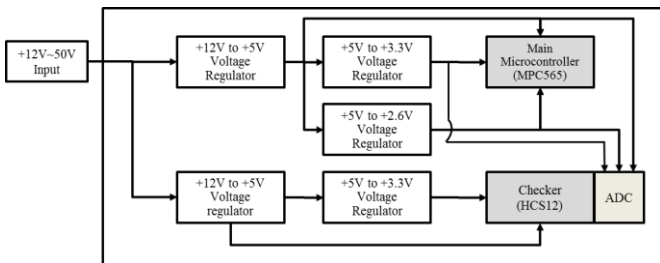 +12V~50V
Input
+12V to +5V
Voltage
Regulator
+5V to +3.3V
Voltage
Regulator
Main
Microcontroller
(MPC565)
+5V to +2.6V
Voltage
Regulator
+12V to +5V
Voltage
regulator
+5V to +3.3V
Voltage
Regulator
Checker
(HCS12)
ADC